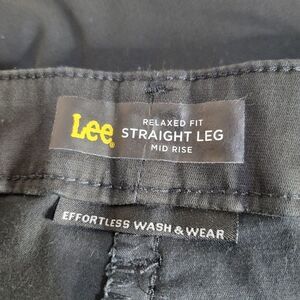 Lee®
RELAXED FIT
STRAIGHT LEG
MID RISE
EFFORTLESS WASH & WEAR